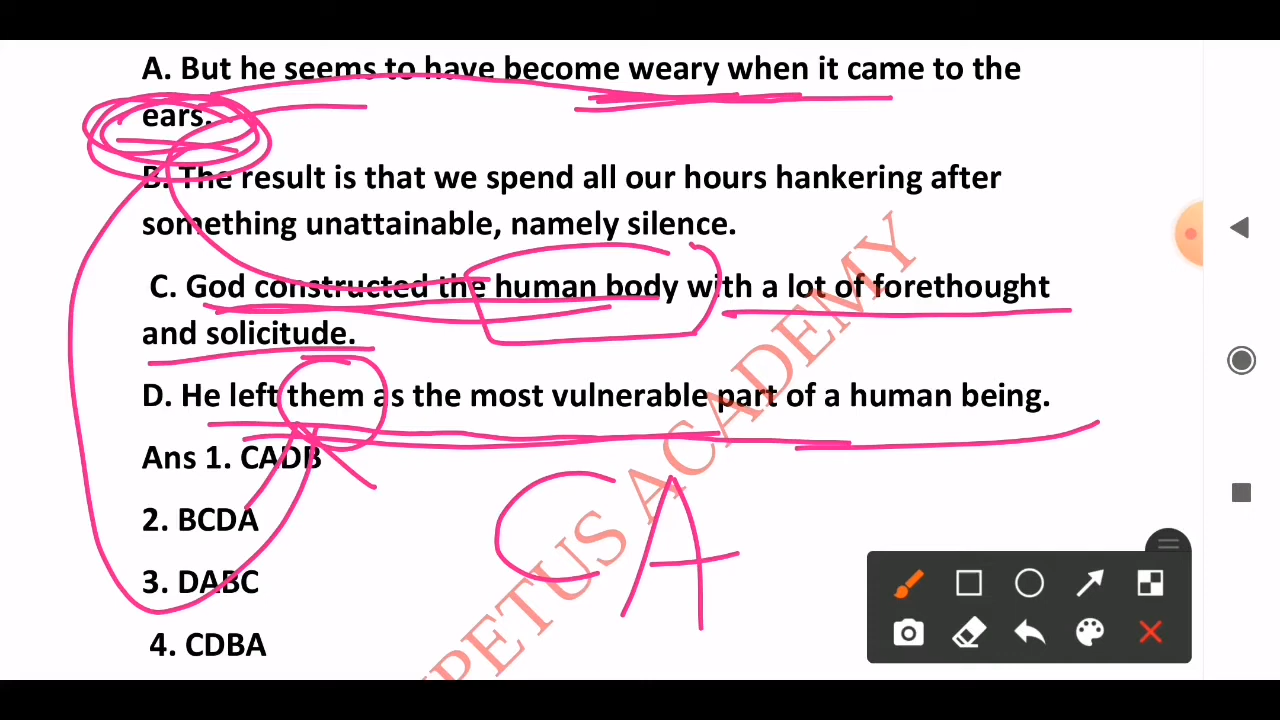 A. But he seems to have become weary when it came to the
ears.
B. The result is that we spend all our hours hankering after
something unattainable, namely silence.
C. God constructed the human body with a lot of forethought
and solicitude.
D. He left them as the most vulnerable part of a human being.
Ans 1. CADB
2. BCDA
3. DABC
4. CDBA
CA
PETUS ACADEMY